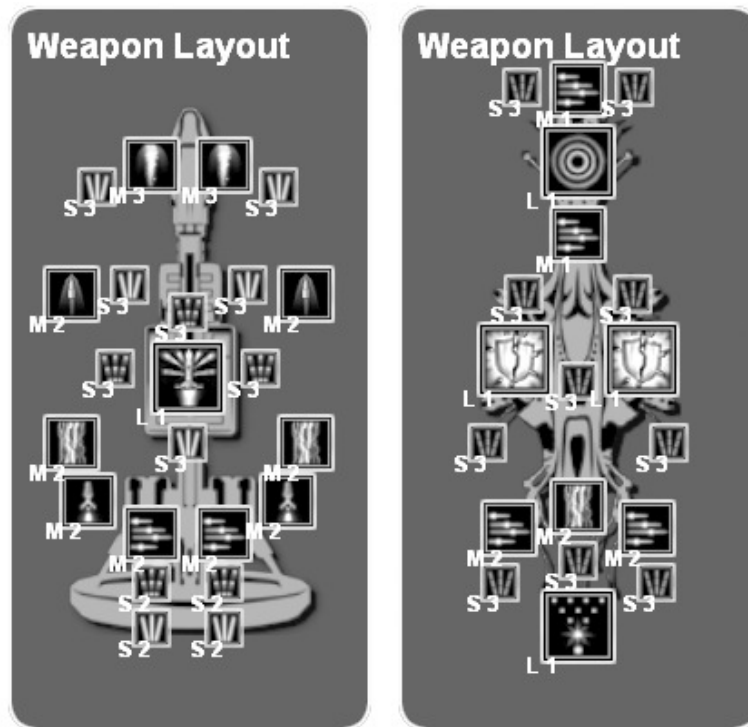 Weapon Layout
S 3 M 3 M 3 S 3
M 2 S 3 S 3 M 2
S 3
S 3 S 3
L 1
S 3
M 2 M 2
M 2 M 2
M 2 M 2
S 2 S 2
S 2 S 2
Weapon Layout
S 3 M 1 S 3
L 1
M 1
S 3 S 3
L 1 S 3 L 1
S 3 S 3
M 2
M 2 M 2
S 3
S 3 S 3
L 1